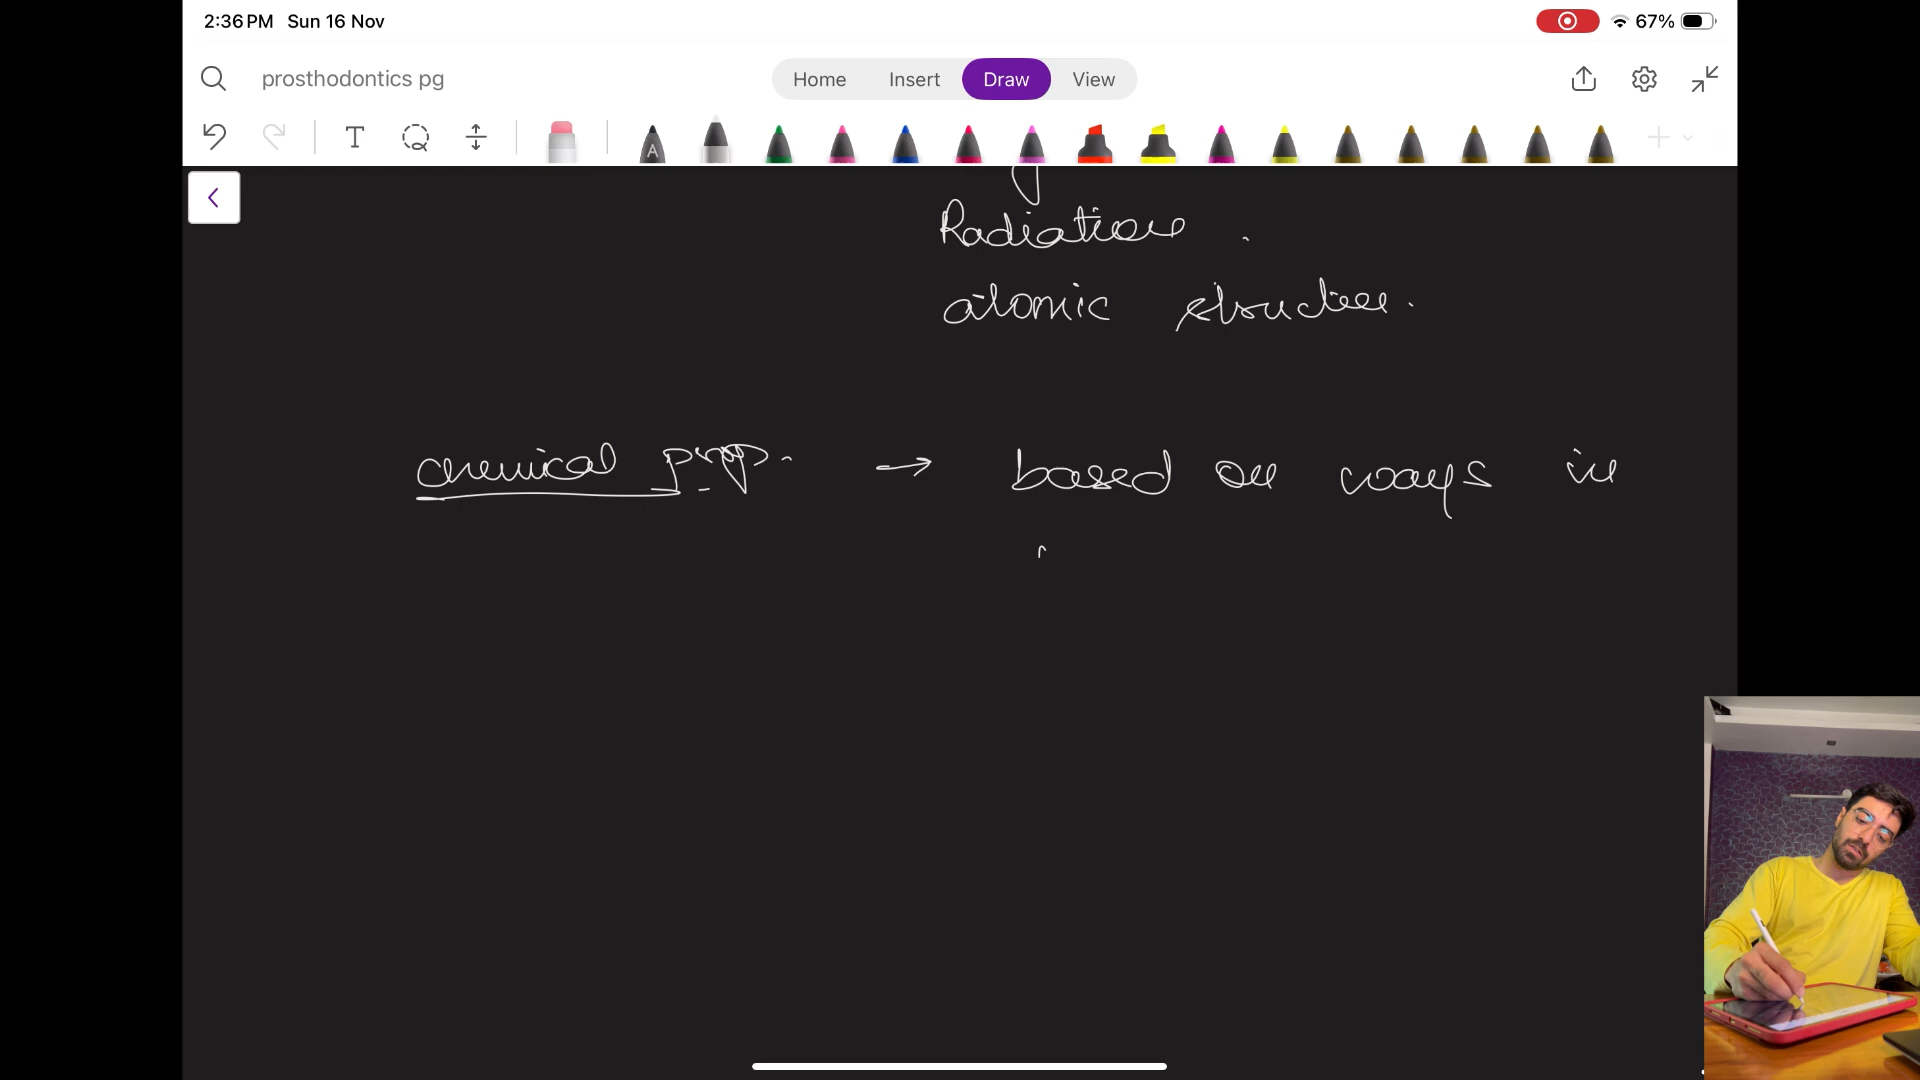 2:36 PM Sun 16 Nov 67%
prosthodontics pg Home Insert Draw View
T A
Radiation .
atomic structure.
chemical prop. → based on ways in